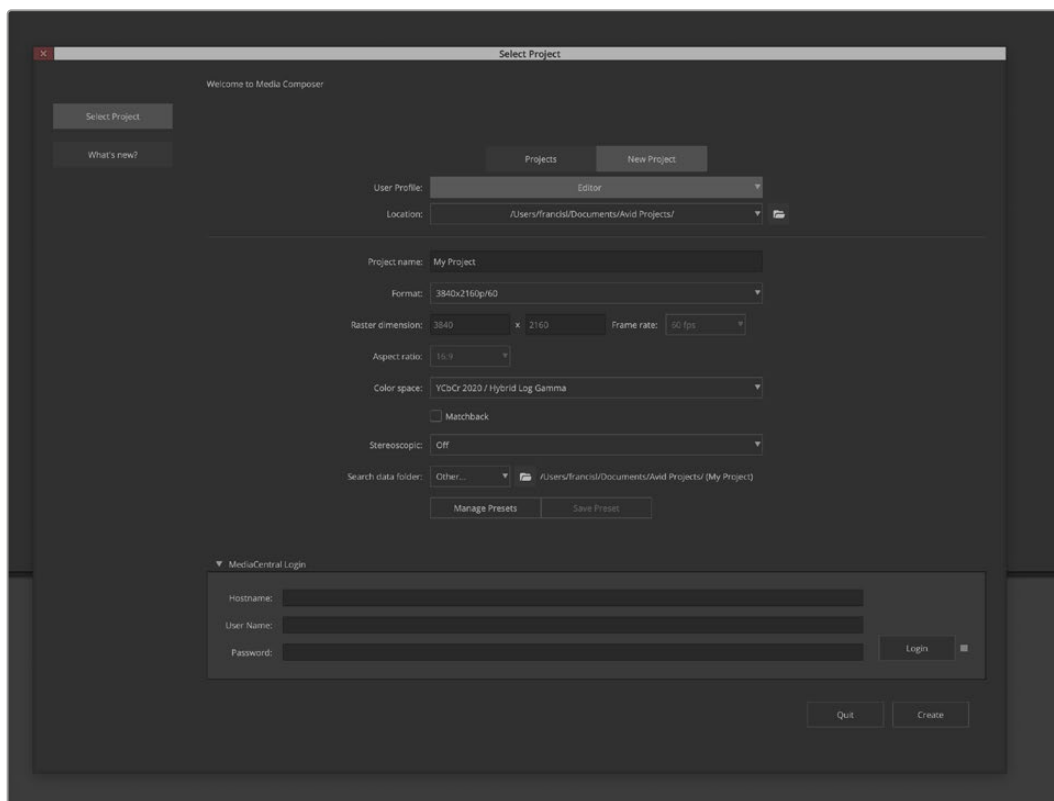 Select Project
Welcome to Media Composer
Select Project
What's new?
Projects New Project
User Profile: Editor
Location: /Users/francisl/Documents/Avid Projects/
Project name: My Project
Format: 3840x2160p/60
Raster dimension: 3840 x 2160 Frame rate: 60 fps
Aspect ratio: 16:9
Color space: YCbCr 2020 / Hybrid Log Gamma
Matchback
Stereoscopic: Off
Search data folder: Other... /Users/francisl/Documents/Avid Projects/ (My Project)
Manage Presets Save Preset
MediaCentral Login
Hostname:
User Name:
Password:
Login
Quit Create